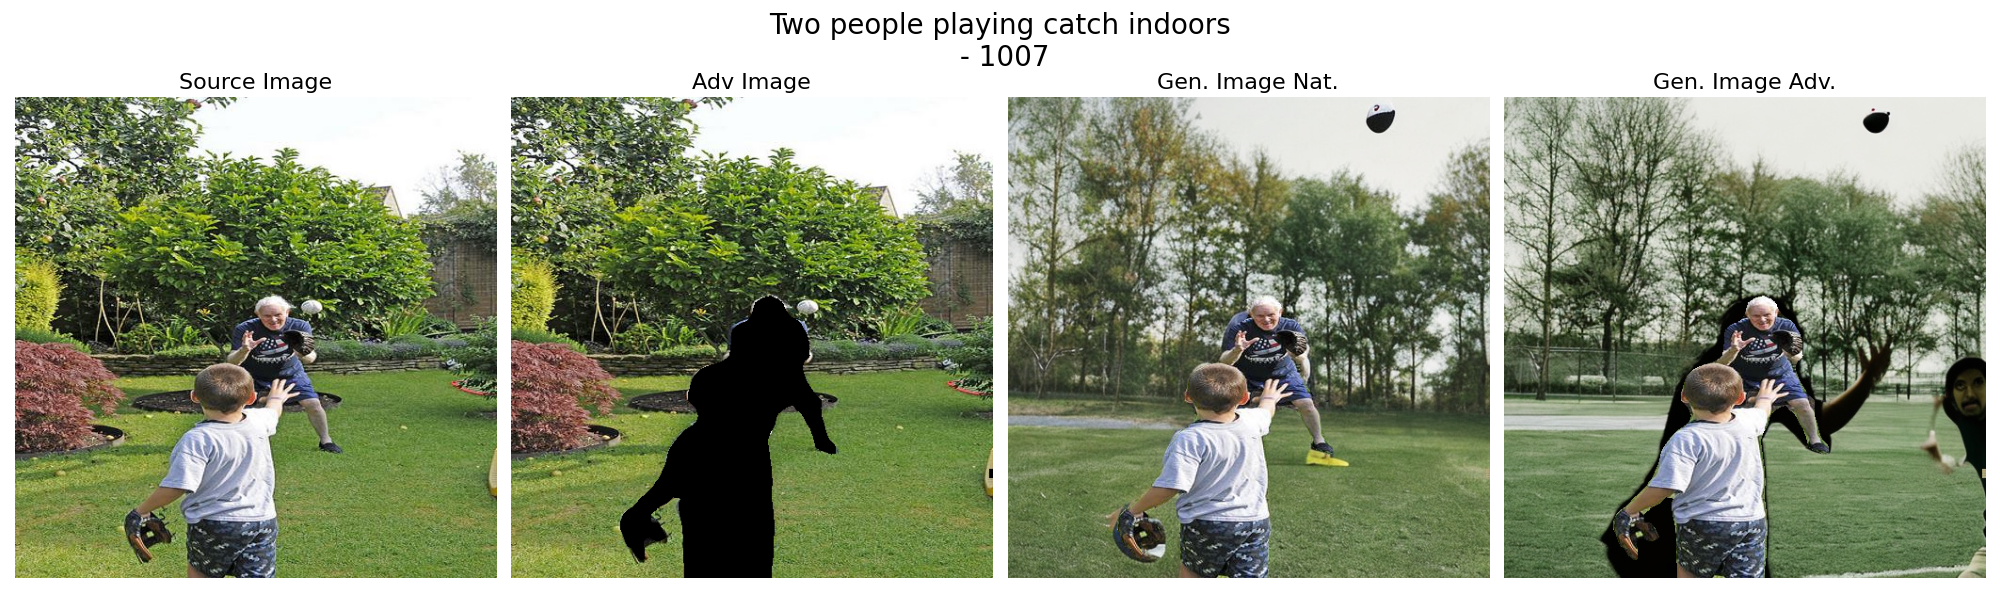 Two people playing catch indoors
- 1007
Source Image
Adv Image
Gen. Image Nat.
Gen. Image Adv.